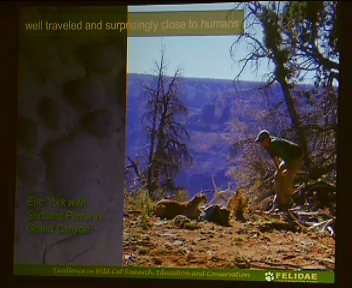 well traveled and surprisingly close to humans
Eric York with
Sedated Puma in
Grand Canyon
Excellence in Wild Cat Research, Education and Conservation
FELIDAE